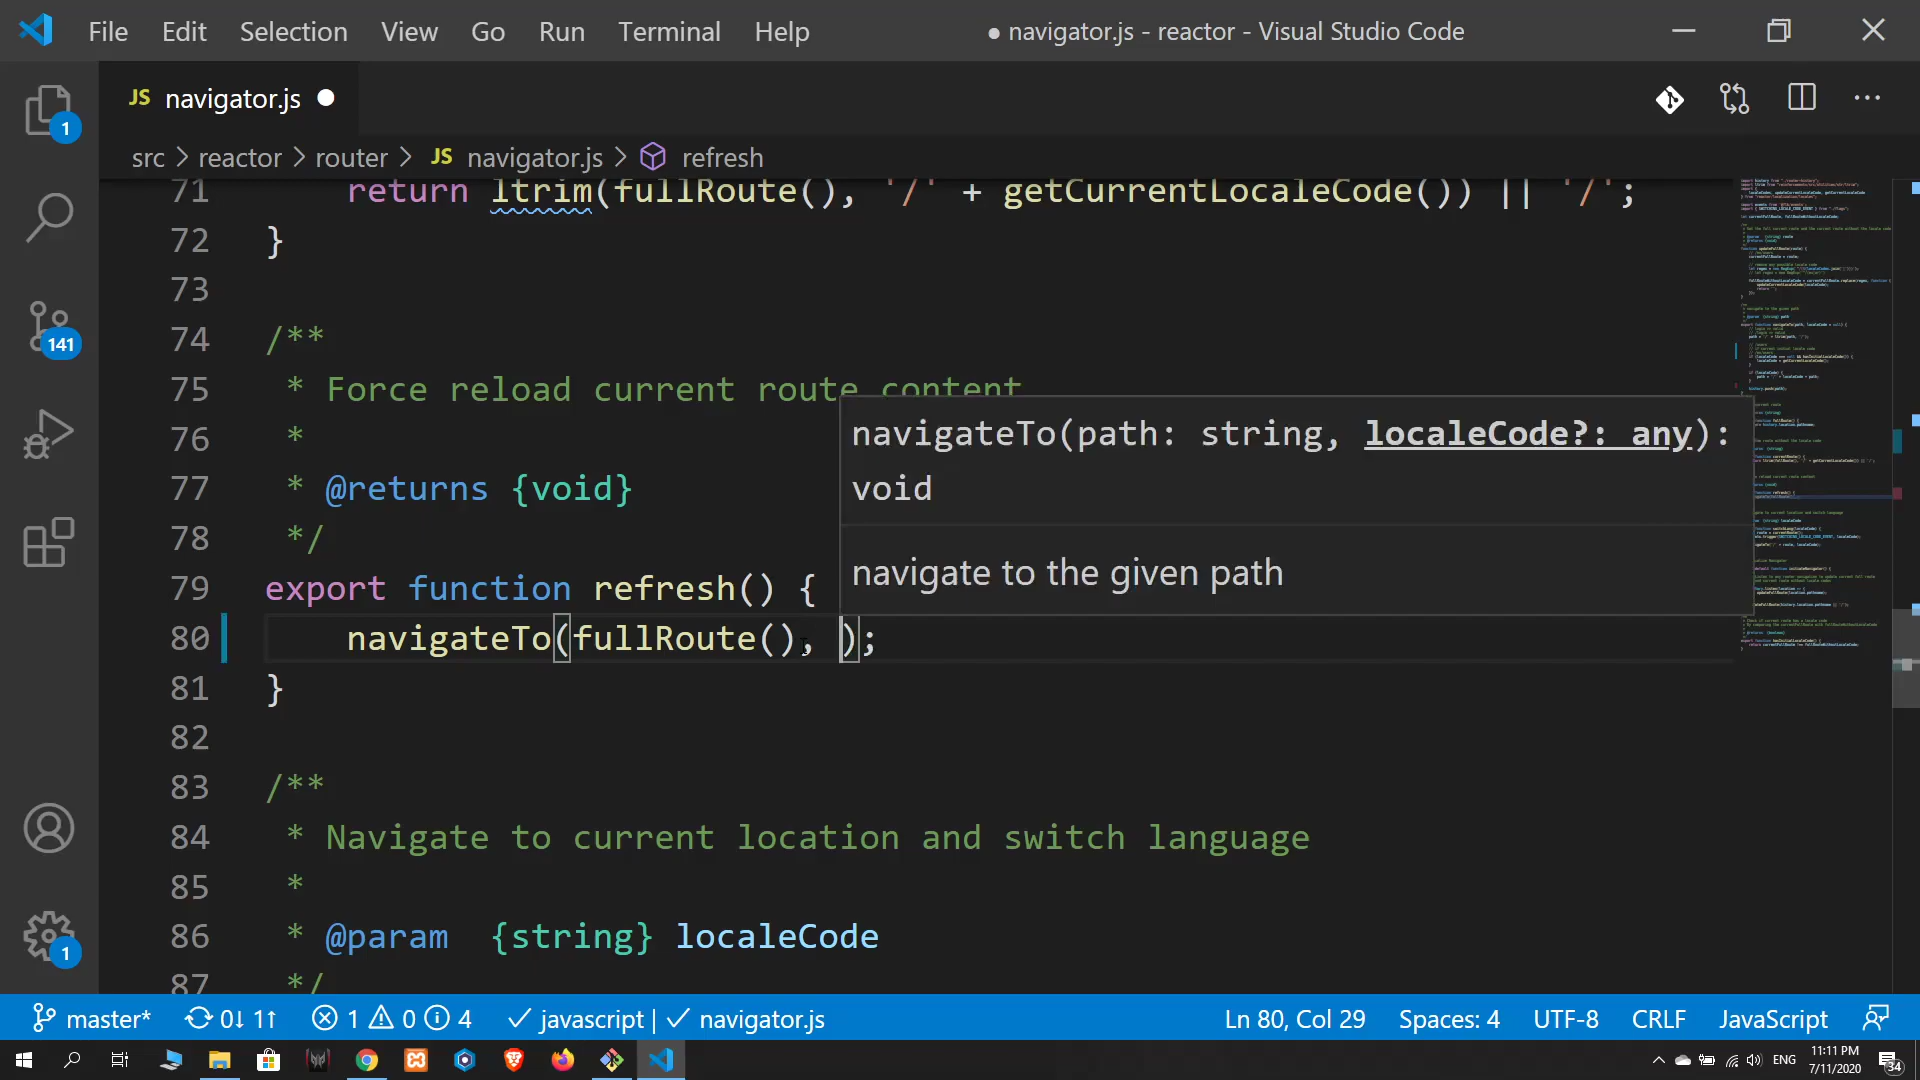 File Edit Selection View Go Run Terminal Help ● navigator.js - reactor - Visual Studio Code
JS navigator.js ●
src > reactor > router > JS navigator.js > refresh
71 return ltrim(fullRoute(), '/' + getCurrentLocaleCode()) || '/';
72 }
73
74 /**
75 * Force reload current route content
76 *
77 * @returns {void}
78 */
79 export function refresh() {
80 navigateTo(fullRoute(), );
81 }
82
83 /**
84 * Navigate to current location and switch language
85 *
86 * @param {string} localeCode
87 */
navigateTo(path: string, localeCode?: any):
void
navigate to the given path
1
141
1
master* 0↓ 1↑ 1 0 4 javascript | navigator.js Ln 80, Col 29 Spaces: 4 UTF-8 CRLF JavaScript
ENG 11:11 PM
7/11/2020
34